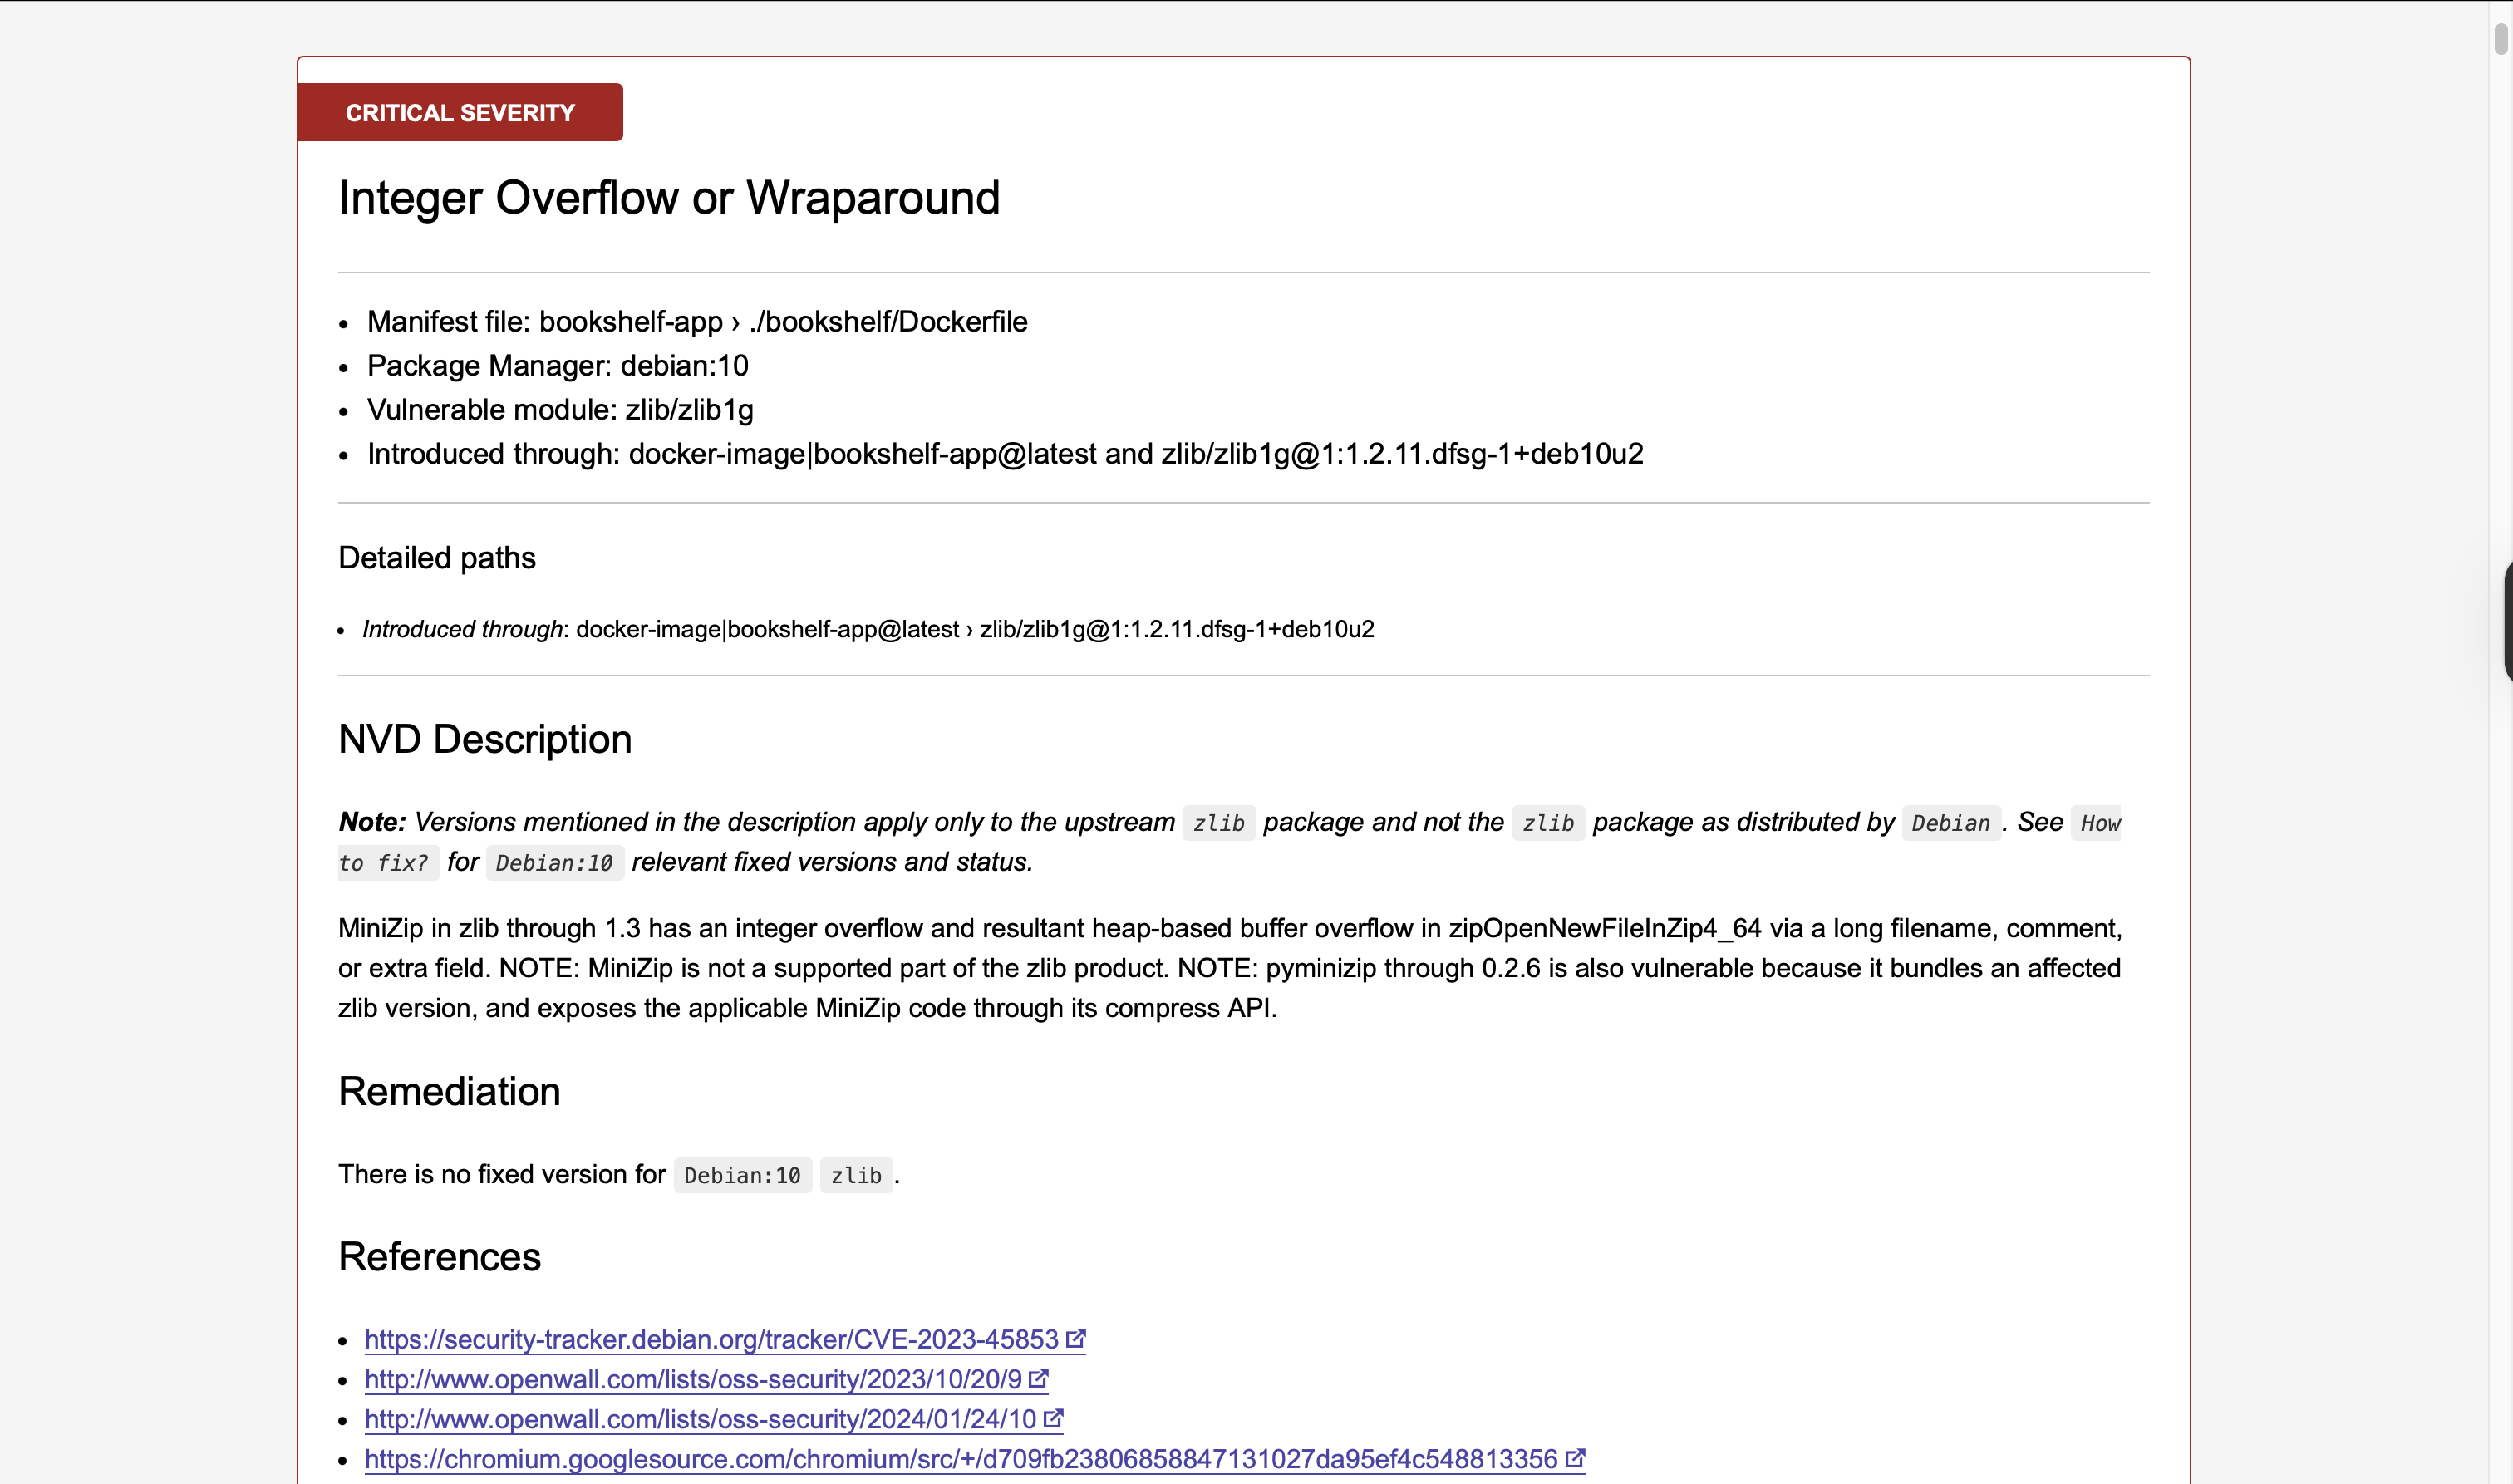 CRITICAL SEVERITY
Integer Overflow or Wraparound
• Manifest file: bookshelf-app › ./bookshelf/Dockerfile
• Package Manager: debian:10
• Vulnerable module: zlib/zlib1g
• Introduced through: docker-image|bookshelf-app@latest and zlib/zlib1g@1:1.2.11.dfsg-1+deb10u2
Detailed paths
• Introduced through: docker-image|bookshelf-app@latest › zlib/zlib1g@1:1.2.11.dfsg-1+deb10u2
NVD Description
Note: Versions mentioned in the description apply only to the upstream zlib package and not the zlib package as distributed by Debian . See How
to fix? for Debian:10 relevant fixed versions and status.
MiniZip in zlib through 1.3 has an integer overflow and resultant heap-based buffer overflow in zipOpenNewFileInZip4_64 via a long filename, comment,
or extra field. NOTE: MiniZip is not a supported part of the zlib product. NOTE: pyminizip through 0.2.6 is also vulnerable because it bundles an affected
zlib version, and exposes the applicable MiniZip code through its compress API.
Remediation
There is no fixed version for Debian:10 zlib .
References
• https://security-tracker.debian.org/tracker/CVE-2023-45853
• http://www.openwall.com/lists/oss-security/2023/10/20/9
• http://www.openwall.com/lists/oss-security/2024/01/24/10
• https://chromium.googlesource.com/chromium/src/+/d709fb23806858847131027da95ef4c548813356